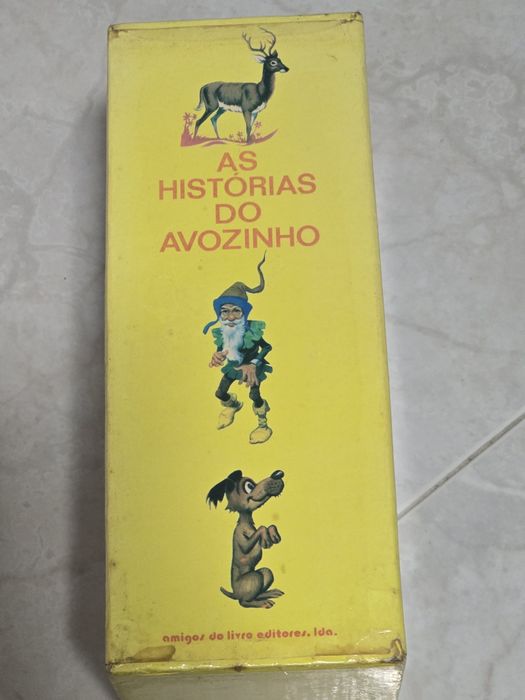 AS
HISTÓRIAS
DO
AVOZINHO
amigos do livro editores, lda.